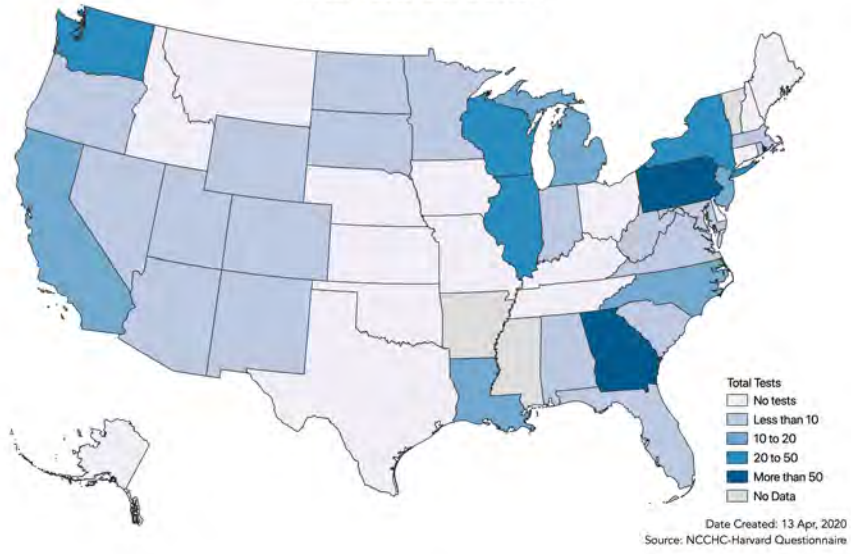 Total Tests
No tests
Less than 10
10 to 20
20 to 50
More than 50
No Data
Date Created: 13 Apr, 2020
Source: NCCHC-Harvard Questionnaire